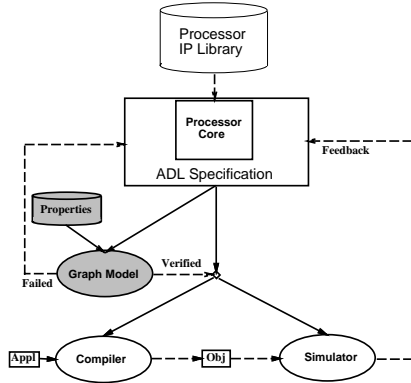 Processor
IP Library
Processor
Core
Feedback
ADL Specification
Properties
Verified
Graph Model
Failed
Appl
Compiler
Obj
Simulator